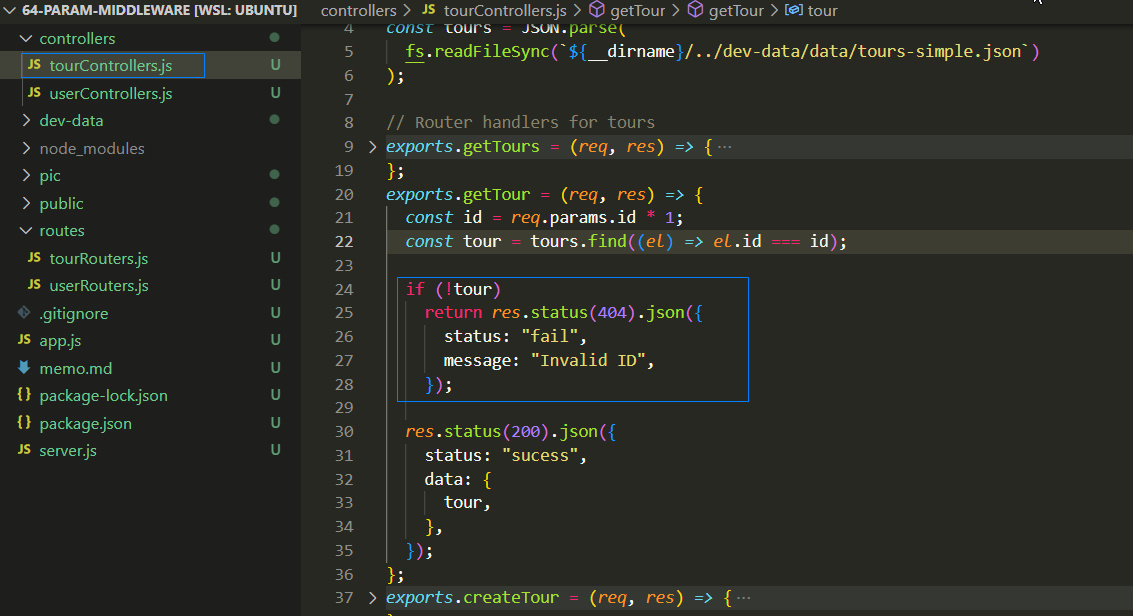 64-PARAM-MIDDLEWARE [WSL: UBUNTU]
controllers
JS tourControllers.js U
JS userControllers.js U
dev-data
node_modules
pic
public
routes
JS tourRouters.js U
JS userRouters.js U
.gitignore U
JS app.js U
memo.md U
{} package-lock.json U
{} package.json U
JS server.js U
controllers > JS tourControllers.js > getTour > getTour > tour
4 const tours = JSON.parse(
5 fs.readFileSync(`${__dirname}/../dev-data/data/tours-simple.json`)
6 );
7
8 // Router handlers for tours
9 exports.getTours = (req, res) => { ···
19 };
20 exports.getTour = (req, res) => {
21 const id = req.params.id * 1;
22 const tour = tours.find((el) => el.id === id);
23
24 if (!tour)
25 return res.status(404).json({
26 status: "fail",
27 message: "Invalid ID",
28 });
29
30 res.status(200).json({
31 status: "sucess",
32 data: {
33 tour,
34 },
35 });
36 };
37 exports.createTour = (req, res) => { ···